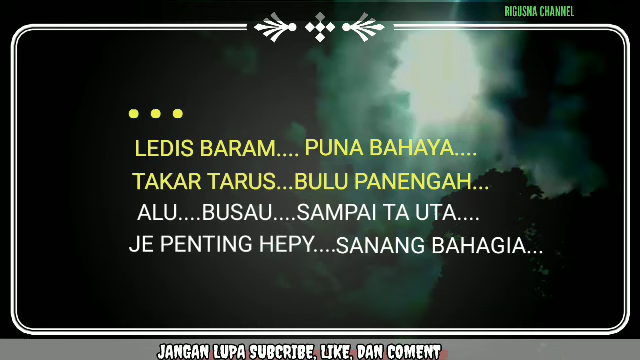 RIGUSNA CHANNEL
LEDIS BARAM.... PUNA BAHAYA....
TAKAR TARUS...BULU PANENGAH...
ALU....BUSAU....SAMPAI TA UTA....
JE PENTING HEPY....SANANG BAHAGIA...
JANGAN LUPA SUBCRIBE, LIKE, DAN COMENT